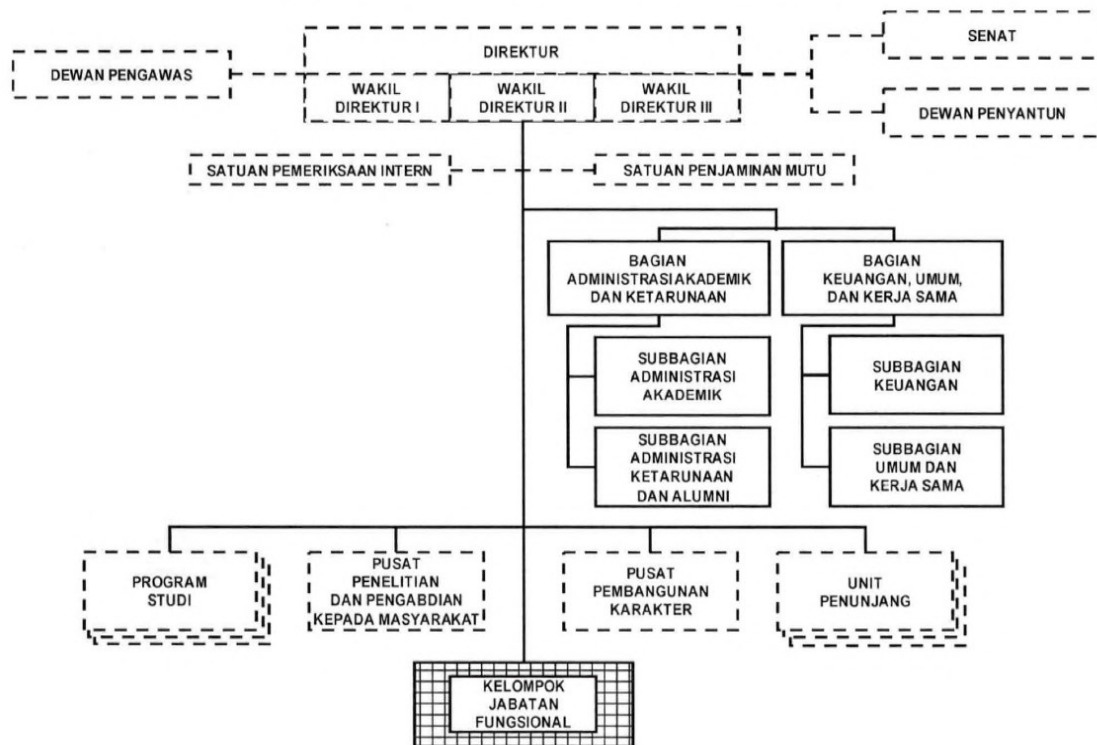 SENAT
DIREKTUR
DEWAN PENGAWAS
WAKIL
DIREKTUR I
WAKIL
DIREKTUR II
WAKIL
DIREKTUR III
DEWAN PENYANTUN
SATUAN PEMERIKSAAN INTERN
SATUAN PENJAMINAN MUTU
BAGIAN
ADMINISTRASI AKADEMIK
DAN KETARUNAAN
BAGIAN
KEUANGAN, UMUM,
DAN KERJA SAMA
SUBBAGIAN
ADMINISTRASI
AKADEMIK
SUBBAGIAN
KEUANGAN
SUBBAGIAN
ADMINISTRASI
KETARUNAAN
DAN ALUMNI
SUBBAGIAN
UMUM DAN
KERJA SAMA
PROGRAM
STUDI
PUSAT
PENELITIAN
DAN PENGABDIAN
KEPADA MASYARAKAT
PUSAT
PEMBANGUNAN
KARAKTER
UNIT
PENUNJANG
KELOMPOK
JABATAN
FUNGSIONAL